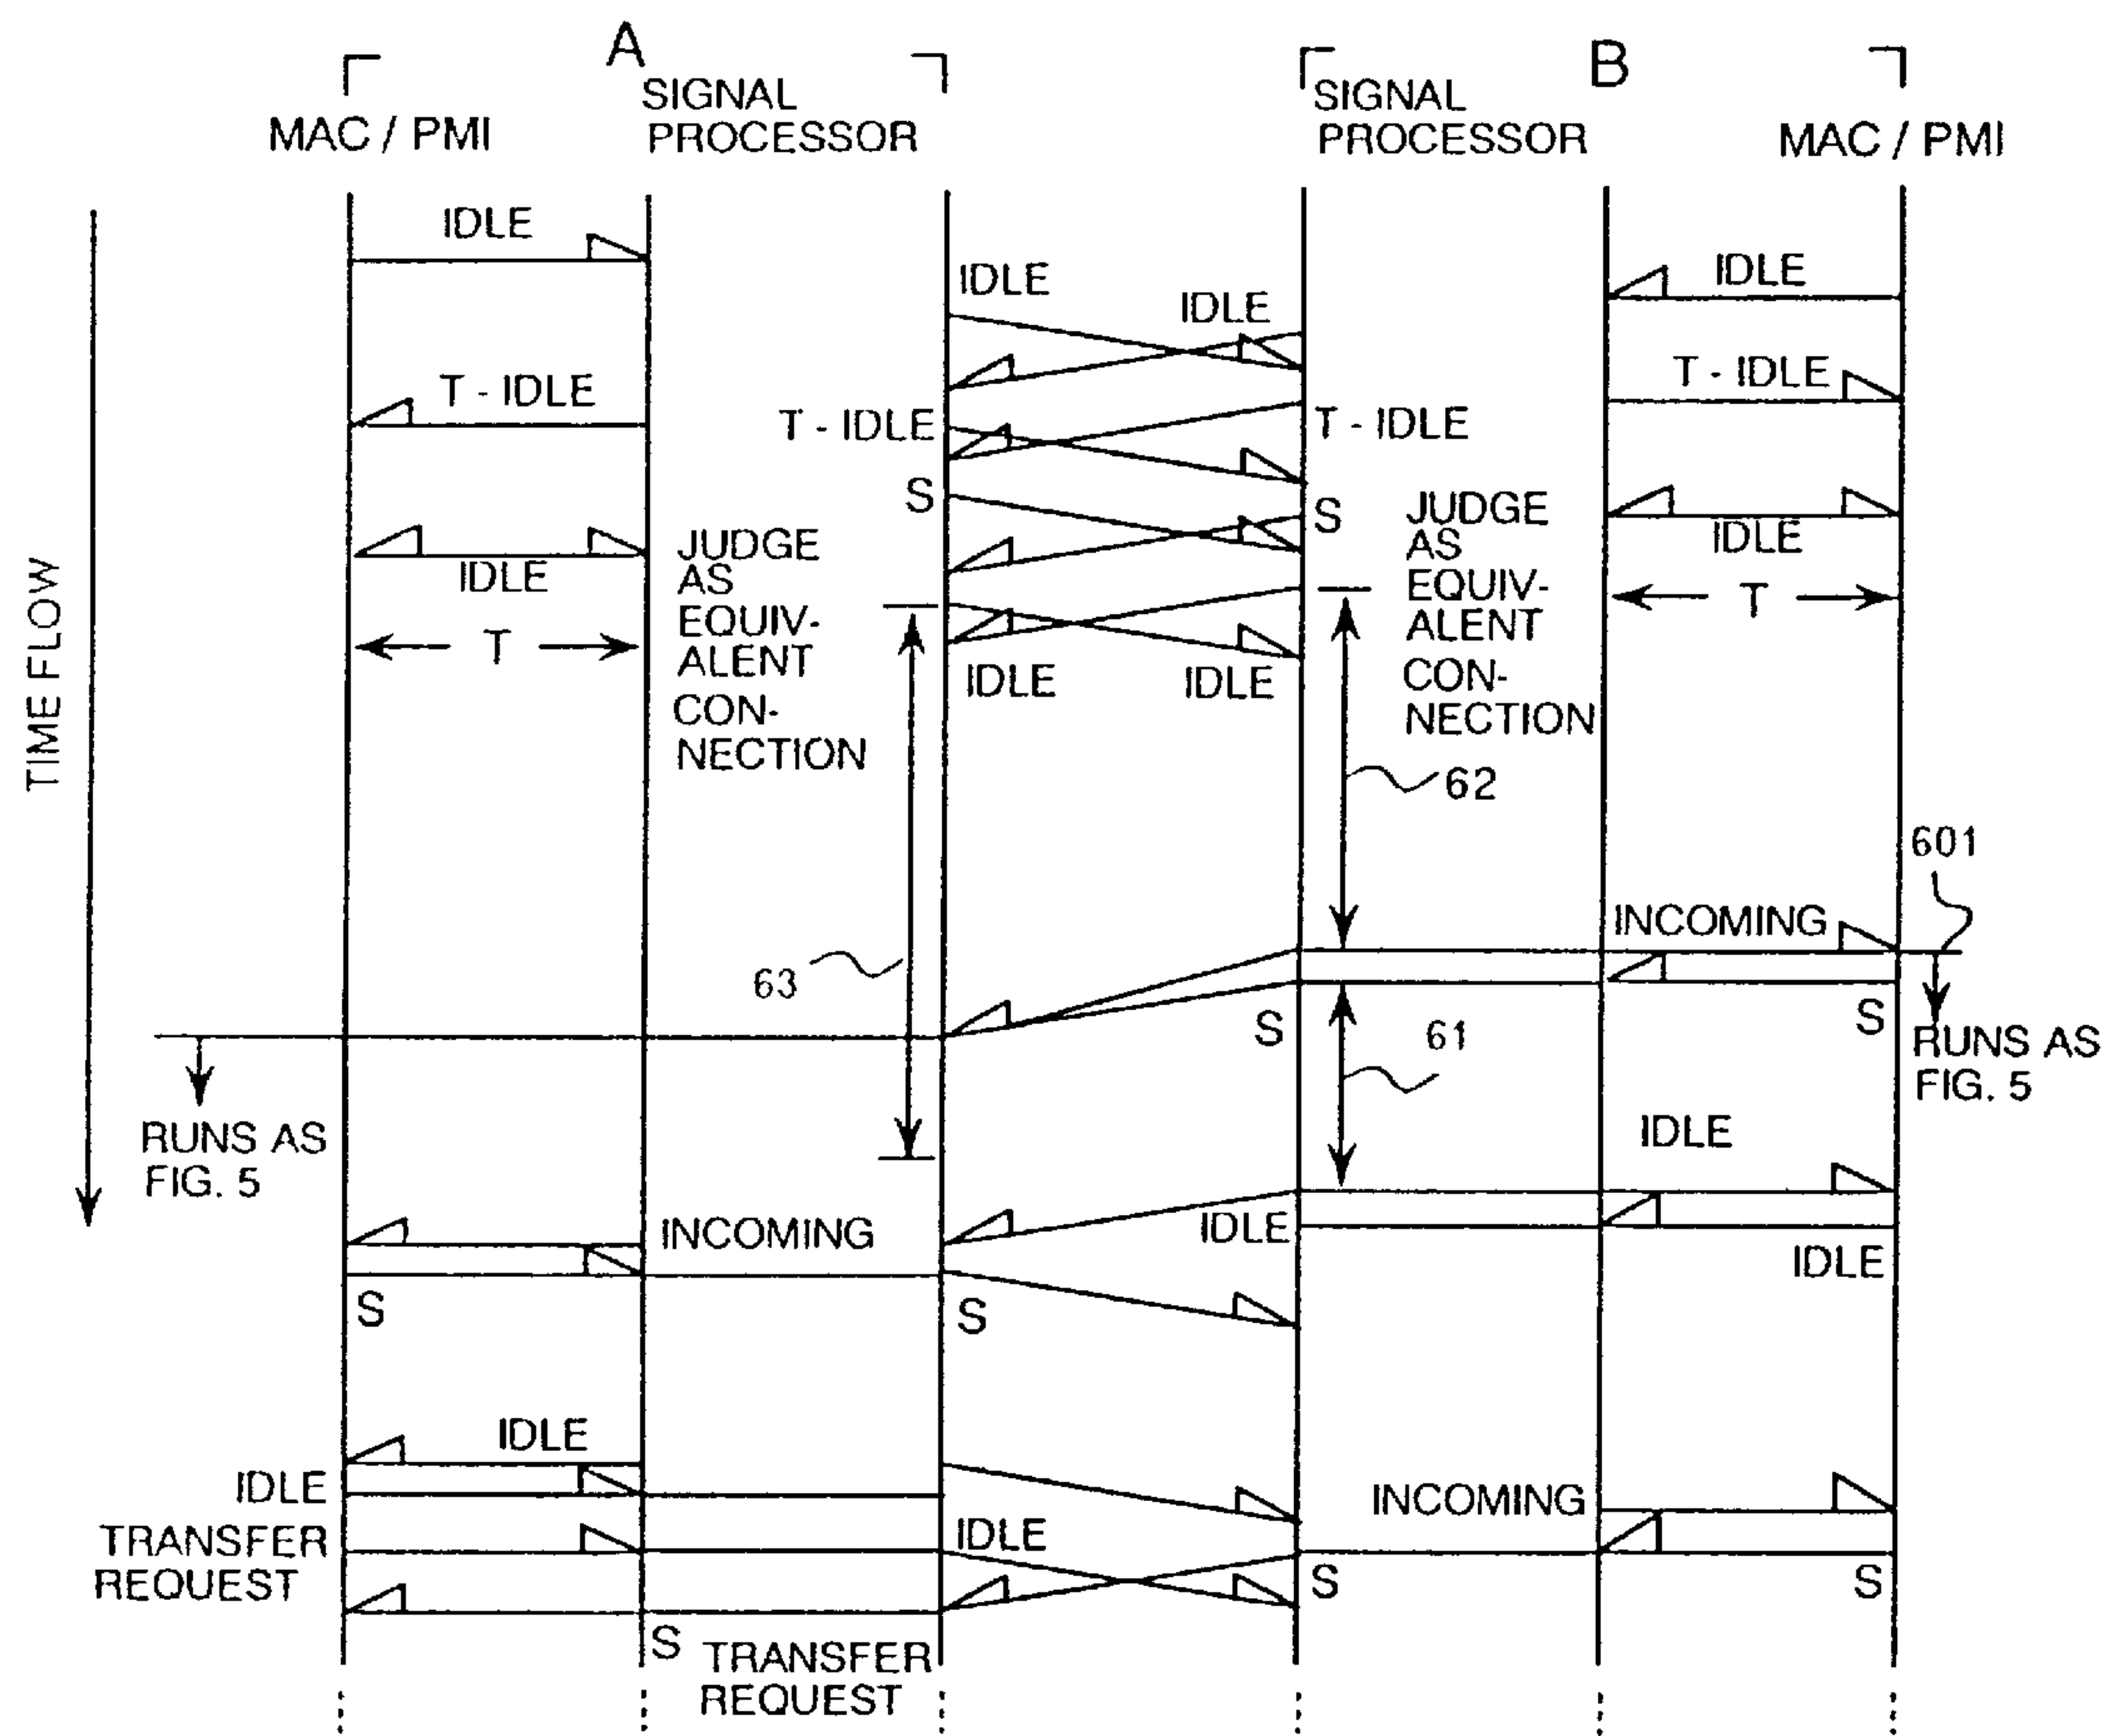 A
B
SIGNAL
PROCESSOR
SIGNAL
PROCESSOR
MAC / PMI
MAC / PMI
IDLE
IDLE
IDLE
IDLE
T - IDLE
T - IDLE
T - IDLE
T - IDLE
S
S
JUDGE
AS
EQUIV-
ALENT
CON-
NECTION
JUDGE
AS
EQUIV-
ALENT
CON-
NECTION
IDLE
IDLE
T
T
IDLE
IDLE
TIME FLOW
62
601
INCOMING
63
S
S
61
RUNS AS
FIG. 5
RUNS AS
FIG. 5
IDLE
INCOMING
IDLE
IDLE
S
S
IDLE
IDLE
INCOMING
TRANSFER
REQUEST
IDLE
S
S
S
TRANSFER
REQUEST